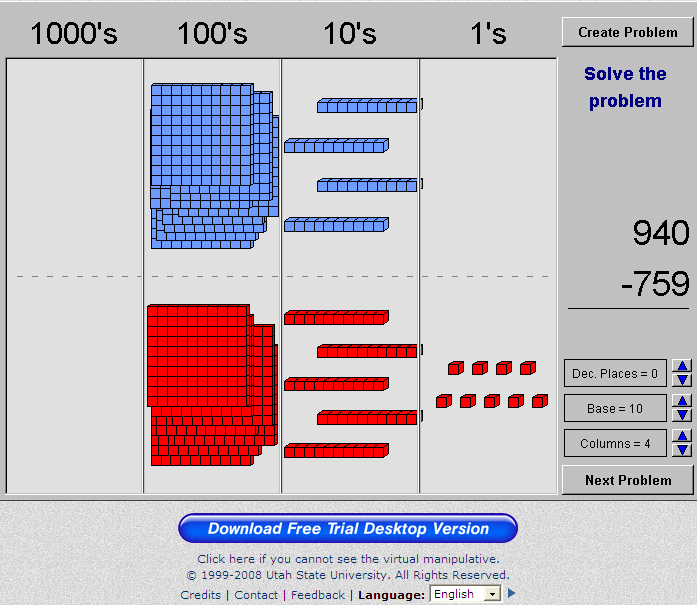 1000's 100's 10's 1's
Create Problem
Solve the
problem
940
-759
Dec. Places = 0
Base = 10
Columns = 4
Next Problem
Download Free Trial Desktop Version
Click here if you cannot see the virtual manipulative.
© 1999-2008 Utah State University. All Rights Reserved.
Credits | Contact | Feedback | Language: English